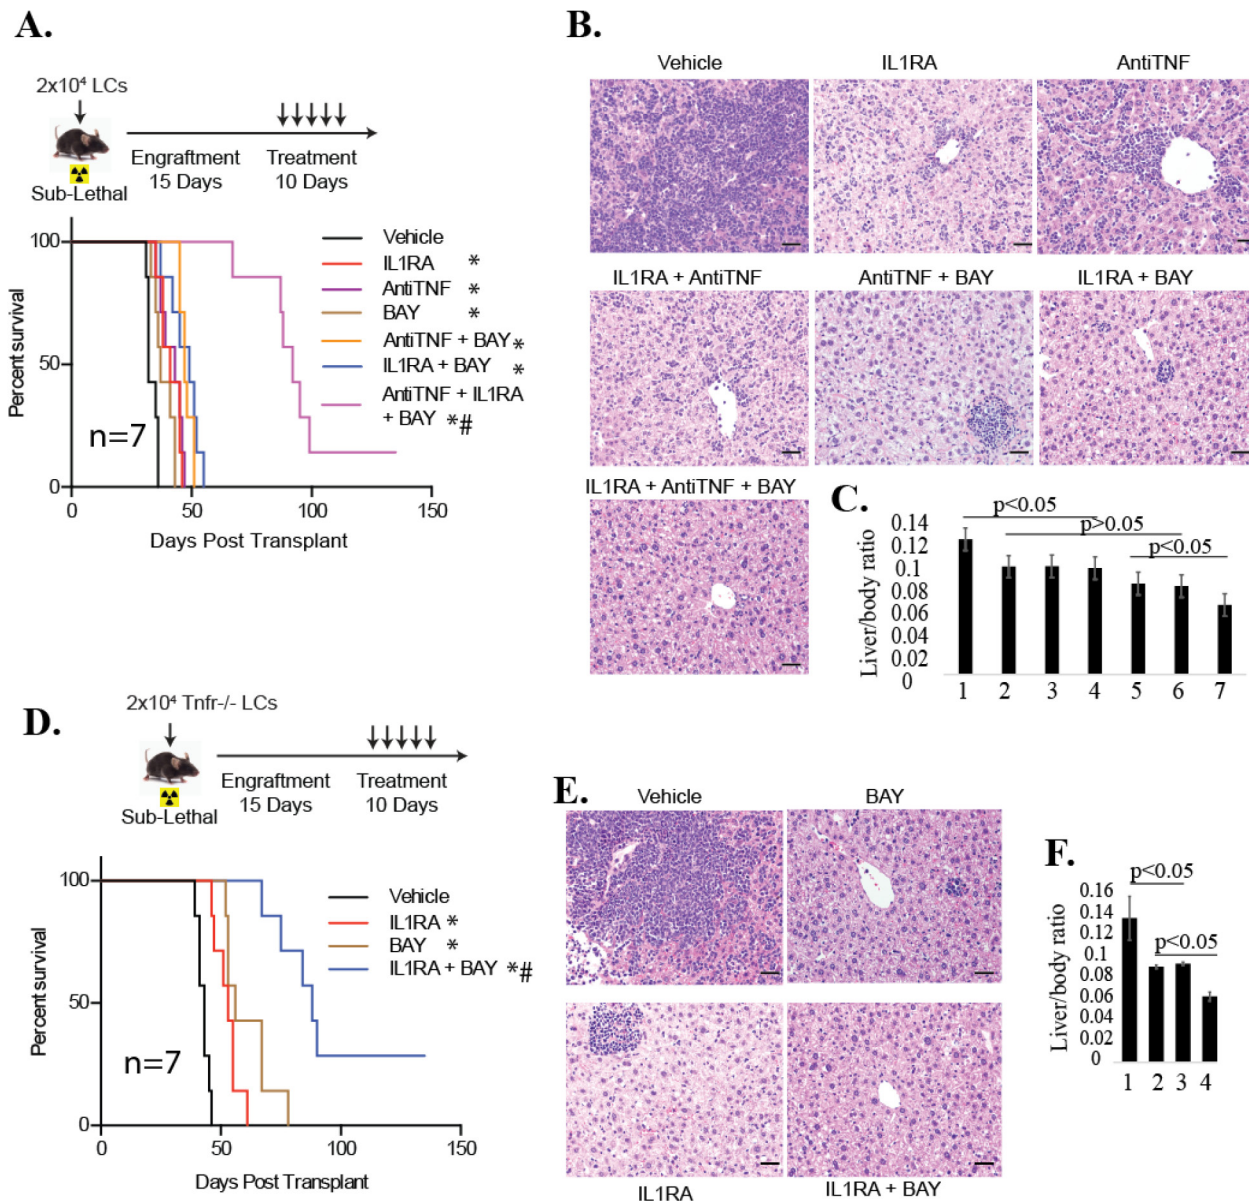 A.
2x10⁴ LCs
Engraftment
15 Days
Treatment
10 Days
Sub-Lethal
100
50
0
Percent survival
0
50
100
150
Days Post Transplant
n=7
Vehicle
IL1RA *
AntiTNF *
BAY *
AntiTNF + BAY *
IL1RA + BAY *
AntiTNF + IL1RA
+ BAY *#
B.
Vehicle
IL1RA
AntiTNF
IL1RA + AntiTNF
AntiTNF + BAY
IL1RA + BAY
IL1RA + AntiTNF + BAY
C.
Liver/body ratio
0.14
0.12
0.1
0.08
0.06
0.04
0.02
0
p<0.05
p>0.05
p<0.05
1 2 3 4 5 6 7
D.
2x10⁴ Tnfr-/- LCs
Engraftment
15 Days
Treatment
10 Days
Sub-Lethal
100
50
0
Percent survival
0
50
100
150
Days Post Transplant
n=7
Vehicle
IL1RA *
BAY *
IL1RA + BAY *#
E.
Vehicle
BAY
IL1RA
IL1RA + BAY
F.
Liver/body ratio
0.16
0.14
0.12
0.1
0.08
0.06
0.04
0.02
0
p<0.05
p<0.05
1 2 3 4